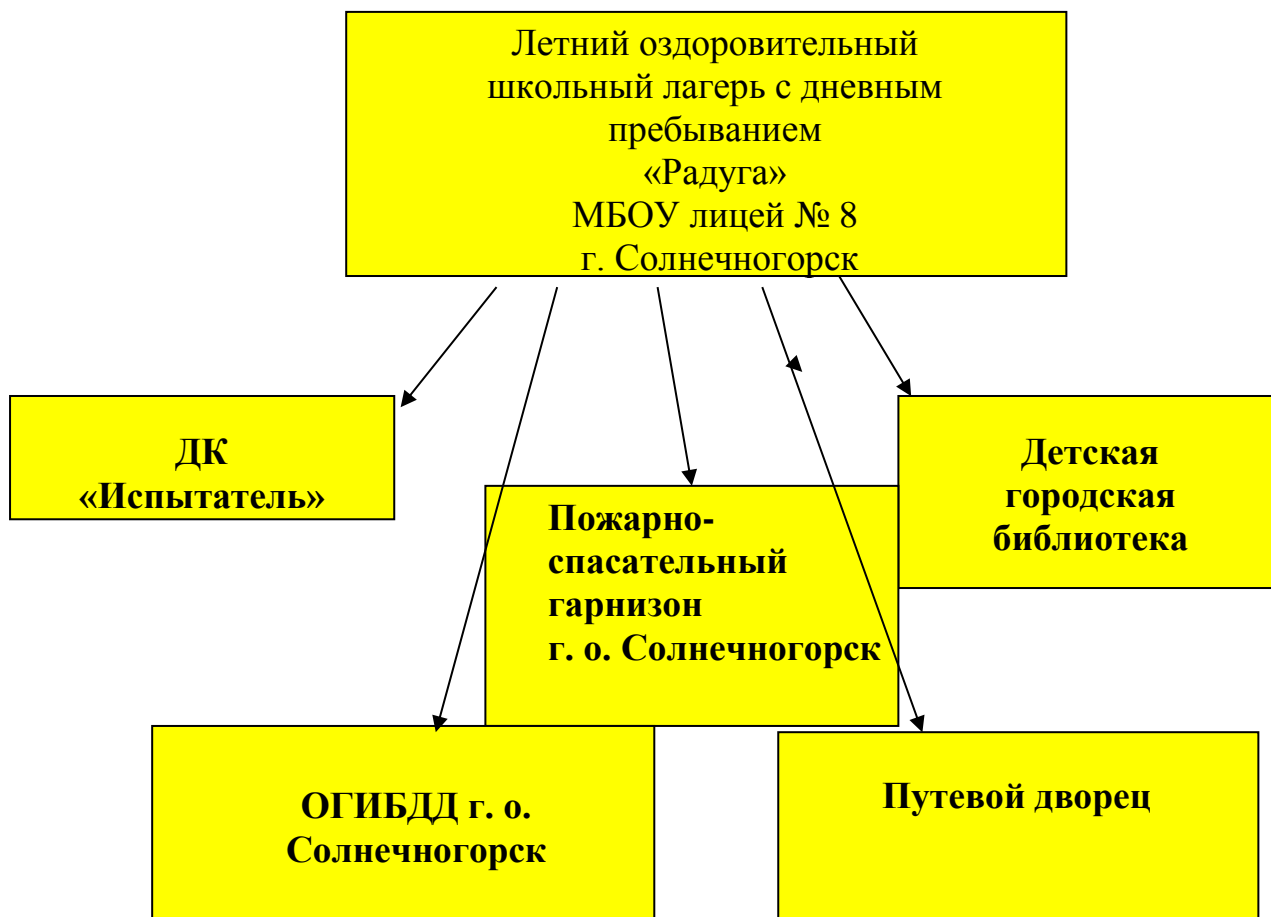 Летний оздоровительный
школьный лагерь с дневным
пребыванием
«Радуга»
МБОУ лицей № 8
г. Солнечногорск
ДК
«Испытатель»
Детская
городская
библиотека
Пожарно-
спасательный
гарнизон
г. о. Солнечногорск
ОГИБДД г. о.
Солнечногорск
Путевой дворец